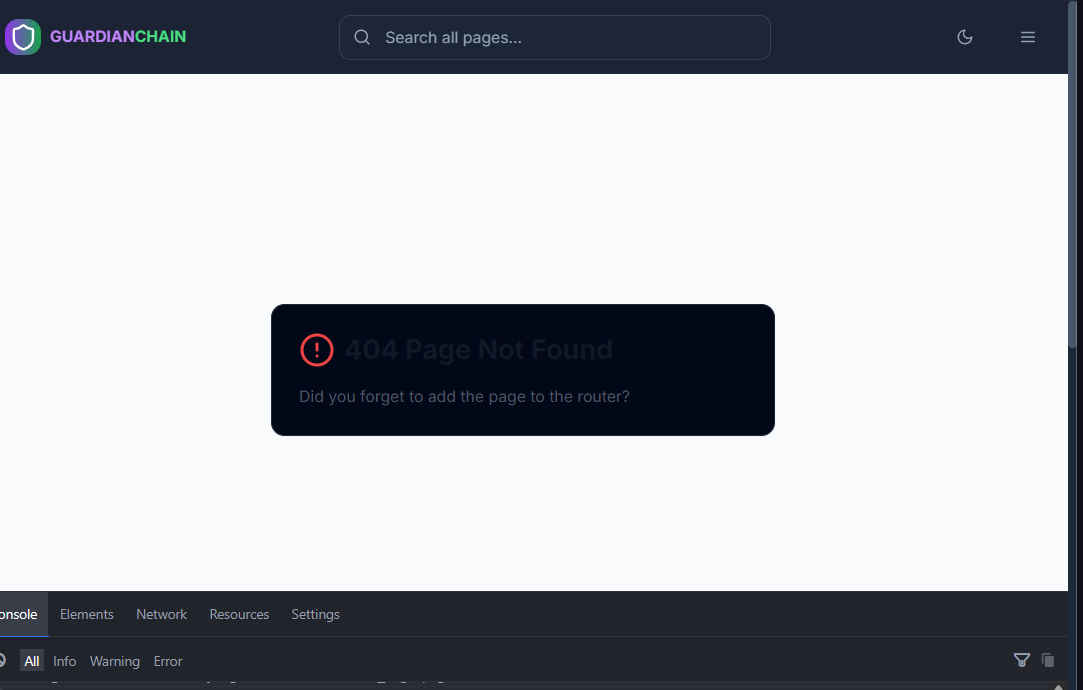 GUARDIANCHAIN
Search all pages...
404 Page Not Found
Did you forget to add the page to the router?
onsole Elements Network Resources Settings
All Info Warning Error